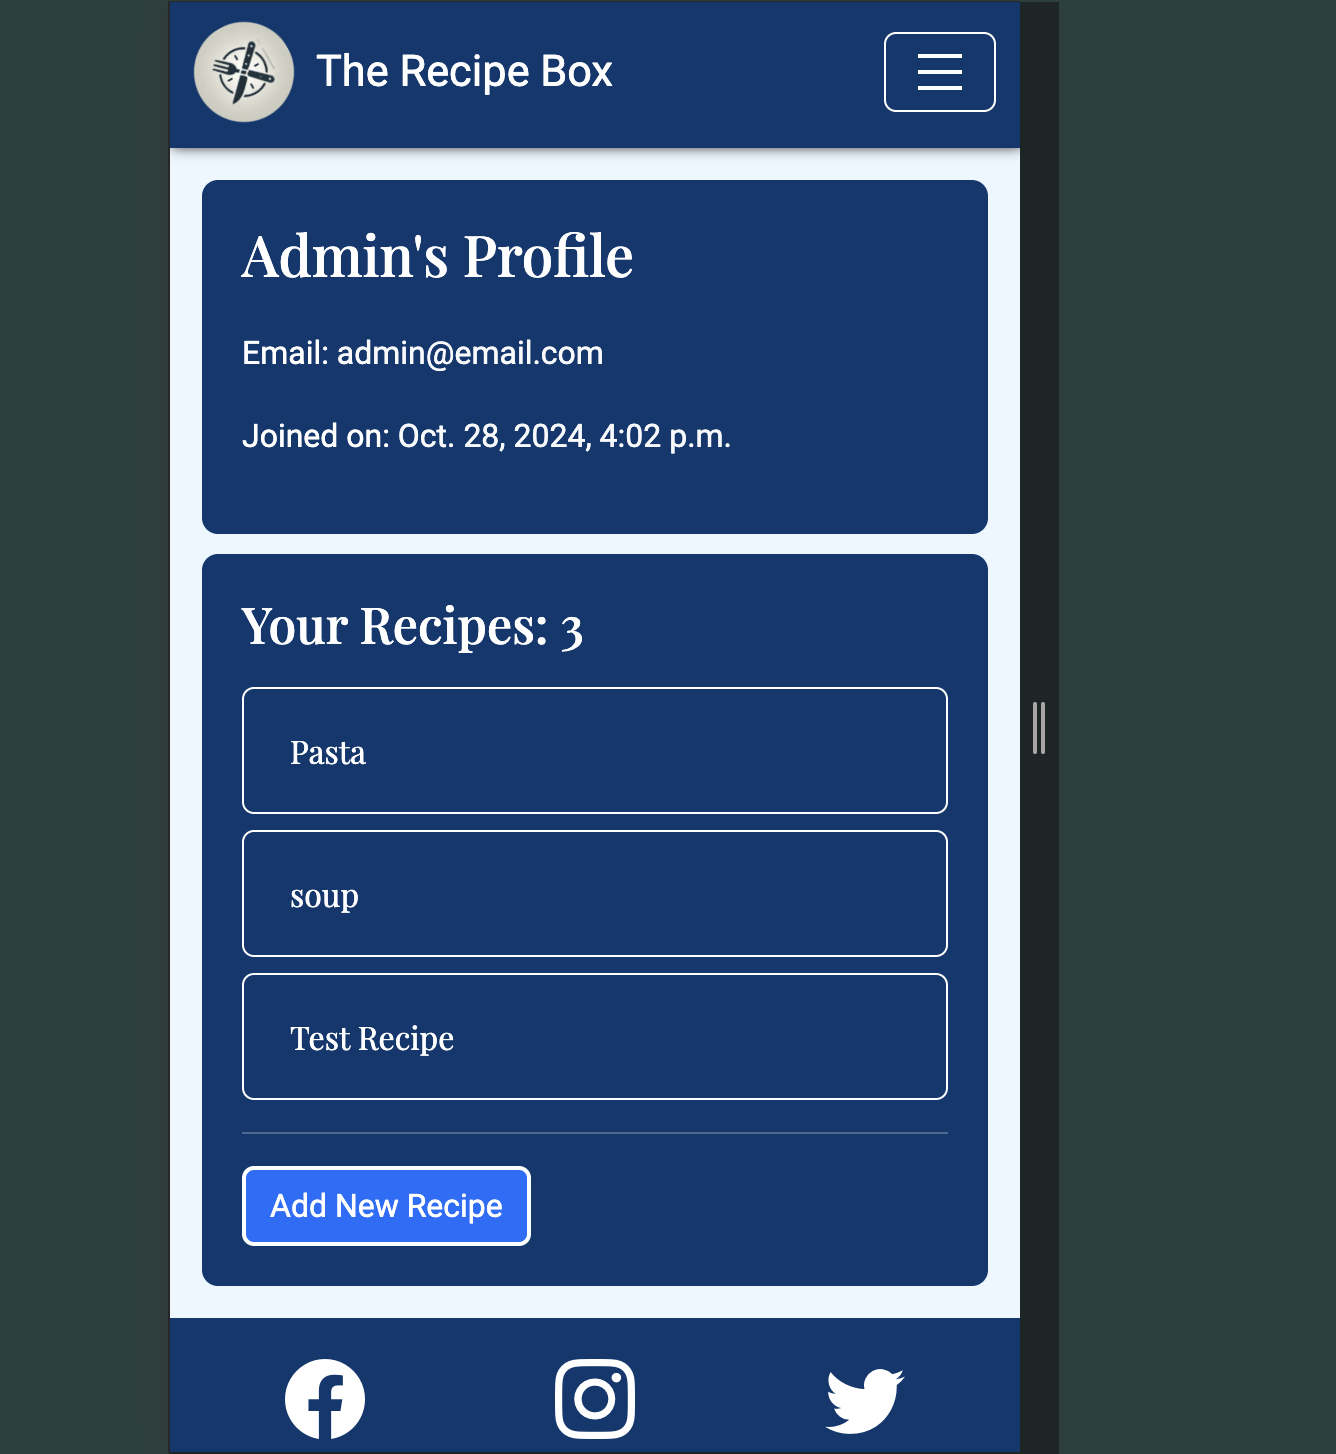 The Recipe Box
Admin's Profile
Email: admin@email.com
Joined on: Oct. 28, 2024, 4:02 p.m.
Your Recipes: 3
Pasta
soup
Test Recipe
Add New Recipe